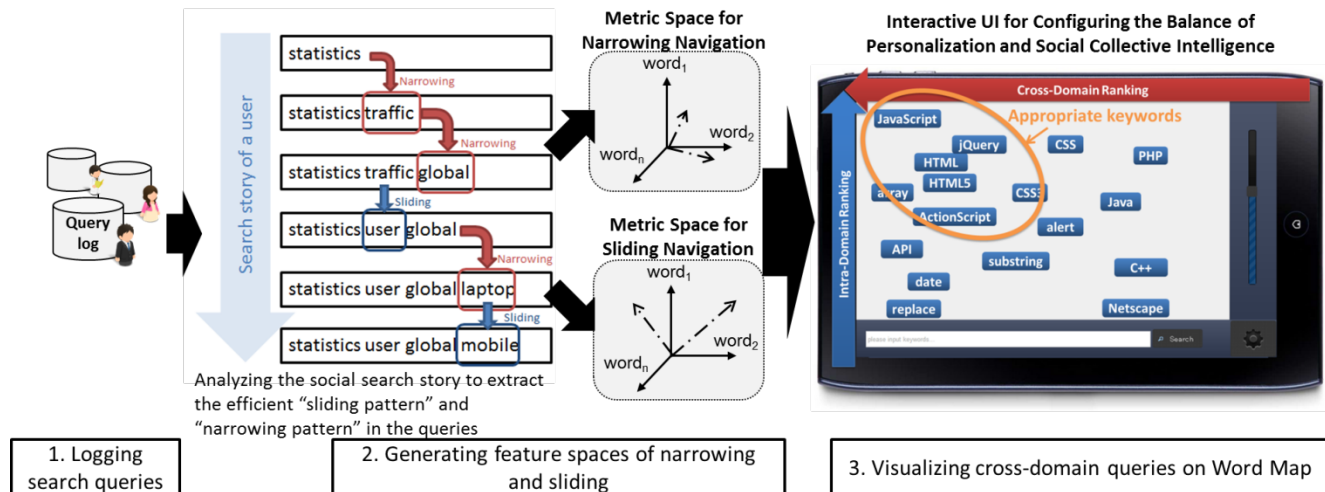 Query
log
Search story of a user
statistics
Narrowing
statistics traffic
Narrowing
statistics traffic global
Sliding
statistics user global
Narrowing
statistics user global laptop
Sliding
statistics user global mobile
Analyzing the social search story to extract
the efficient “sliding pattern” and
“narrowing pattern” in the queries
Metric Space for
Narrowing Navigation
word1
word2
wordn
Metric Space for
Sliding Navigation
word1
word2
wordn
Interactive UI for Configuring the Balance of
Personalization and Social Collective Intelligence
Cross-Domain Ranking
Intra-Domain Ranking
Appropriate keywords
JavaScript
jQuery
CSS
PHP
HTML
HTML5
array
CSS3
Java
ActionScript
alert
API
substring
C++
date
replace
Netscape
please input keywords...
Search
1. Logging
search queries
2. Generating feature spaces of narrowing
and sliding
3. Visualizing cross-domain queries on Word Map